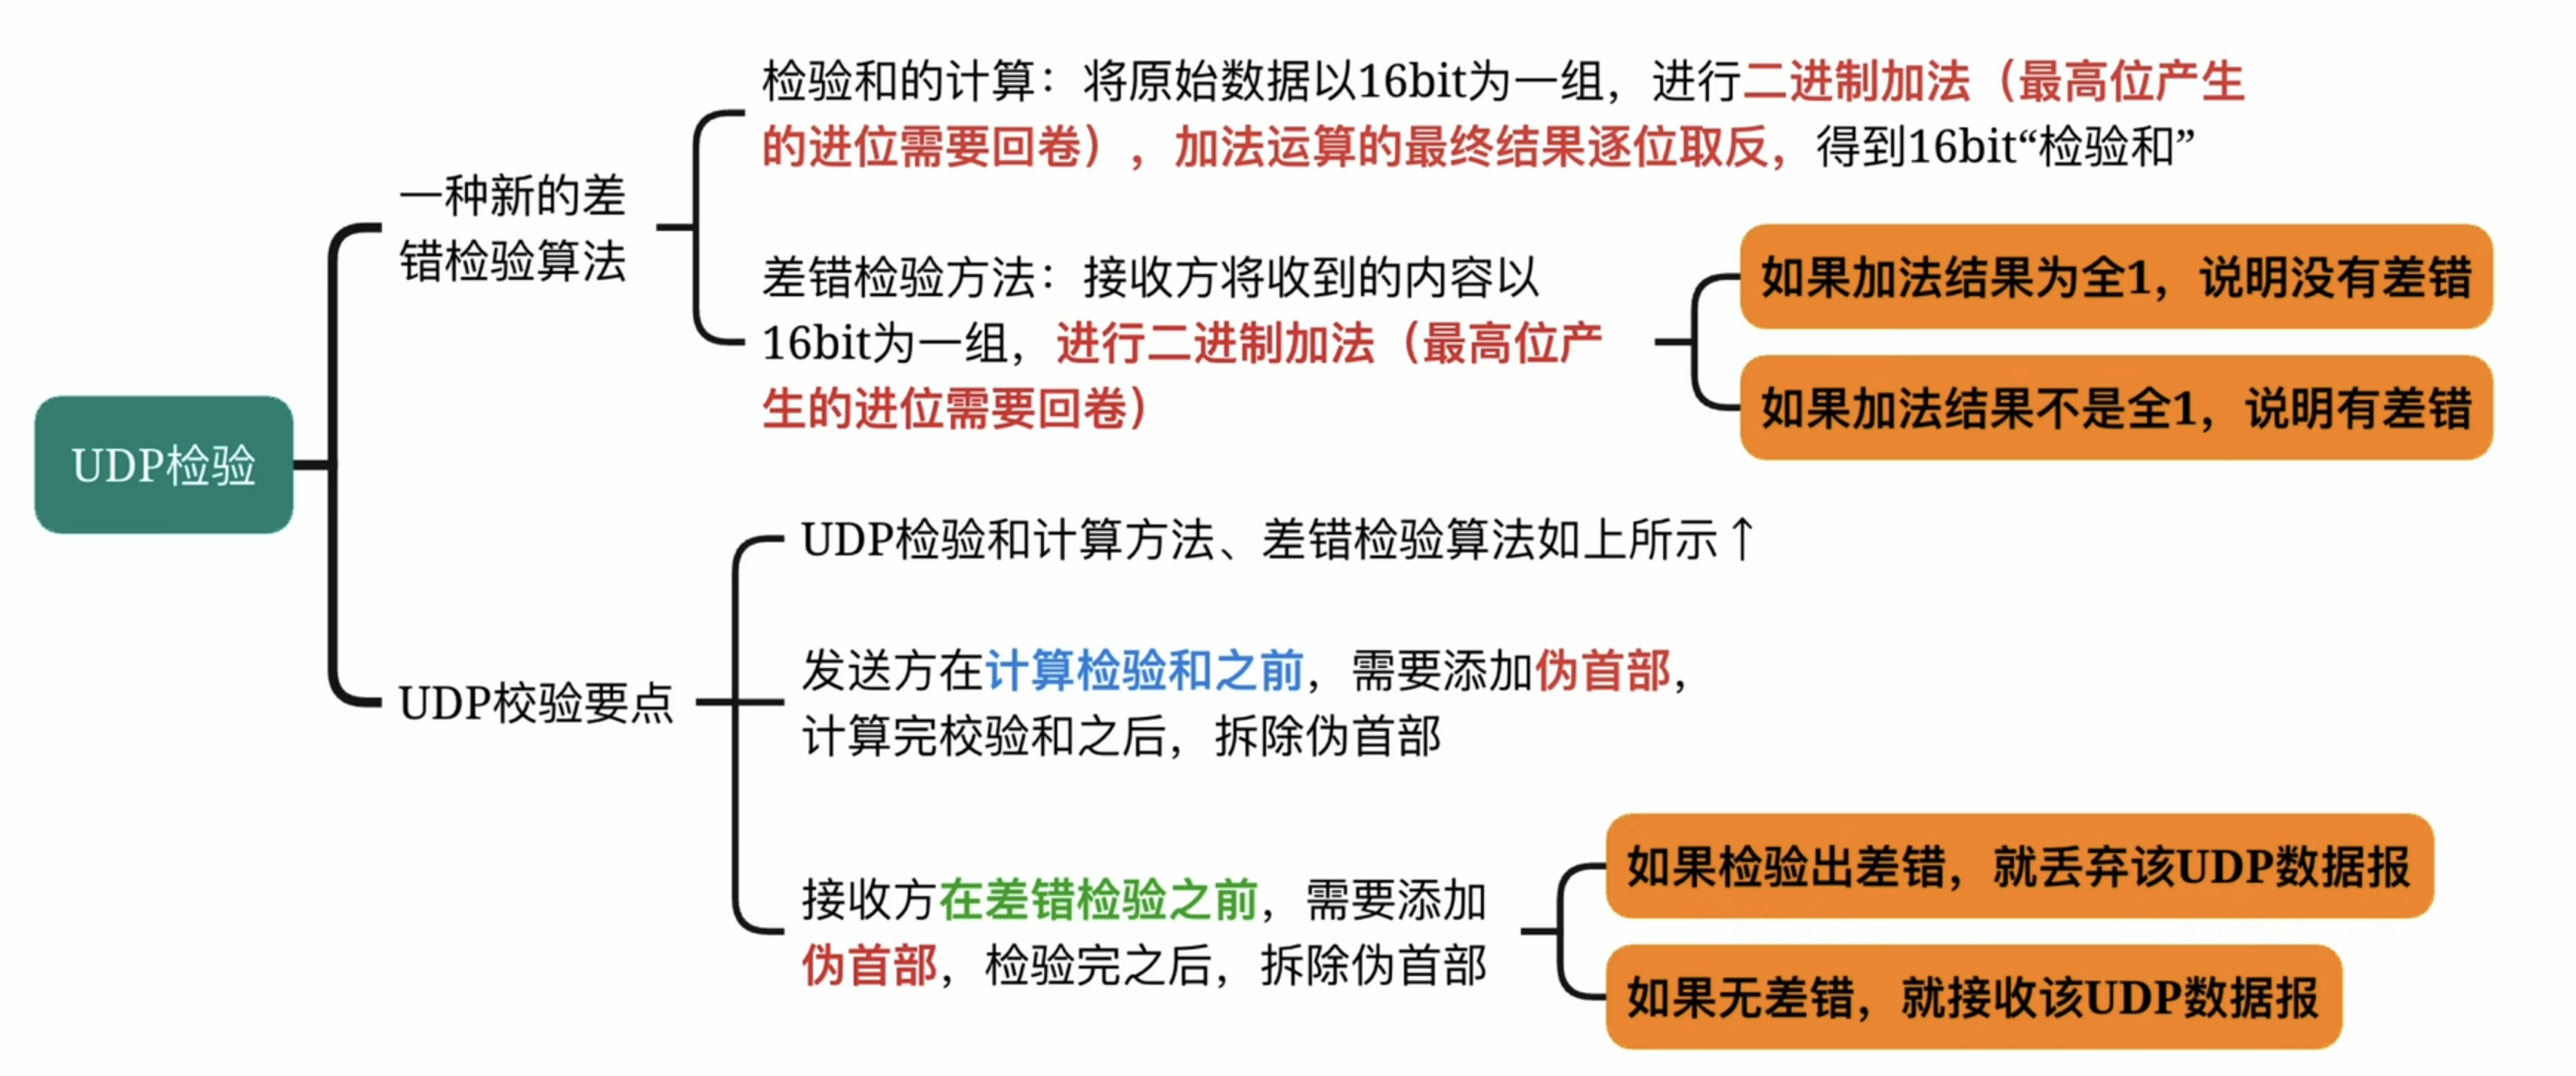 检验和的计算：将原始数据以16bit为一组，进行二进制加法（最高位产生
的进位需要回卷），加法运算的最终结果逐位取反，得到16bit“检验和”
一种新的差
错检验算法
差错检验方法：接收方将收到的内容以
16bit为一组，进行二进制加法（最高位产
生的进位需要回卷）
如果加法结果为全1，说明没有差错
如果加法结果不是全1，说明有差错
UDP检验
UDP检验和计算方法、差错检验算法如上所示↑
UDP校验要点
发送方在计算检验和之前，需要添加伪首部，
计算完校验和之后，拆除伪首部
接收方在差错检验之前，需要添加
伪首部，检验完之后，拆除伪首部
如果检验出差错，就丢弃该UDP数据报
如果无差错，就接收该UDP数据报